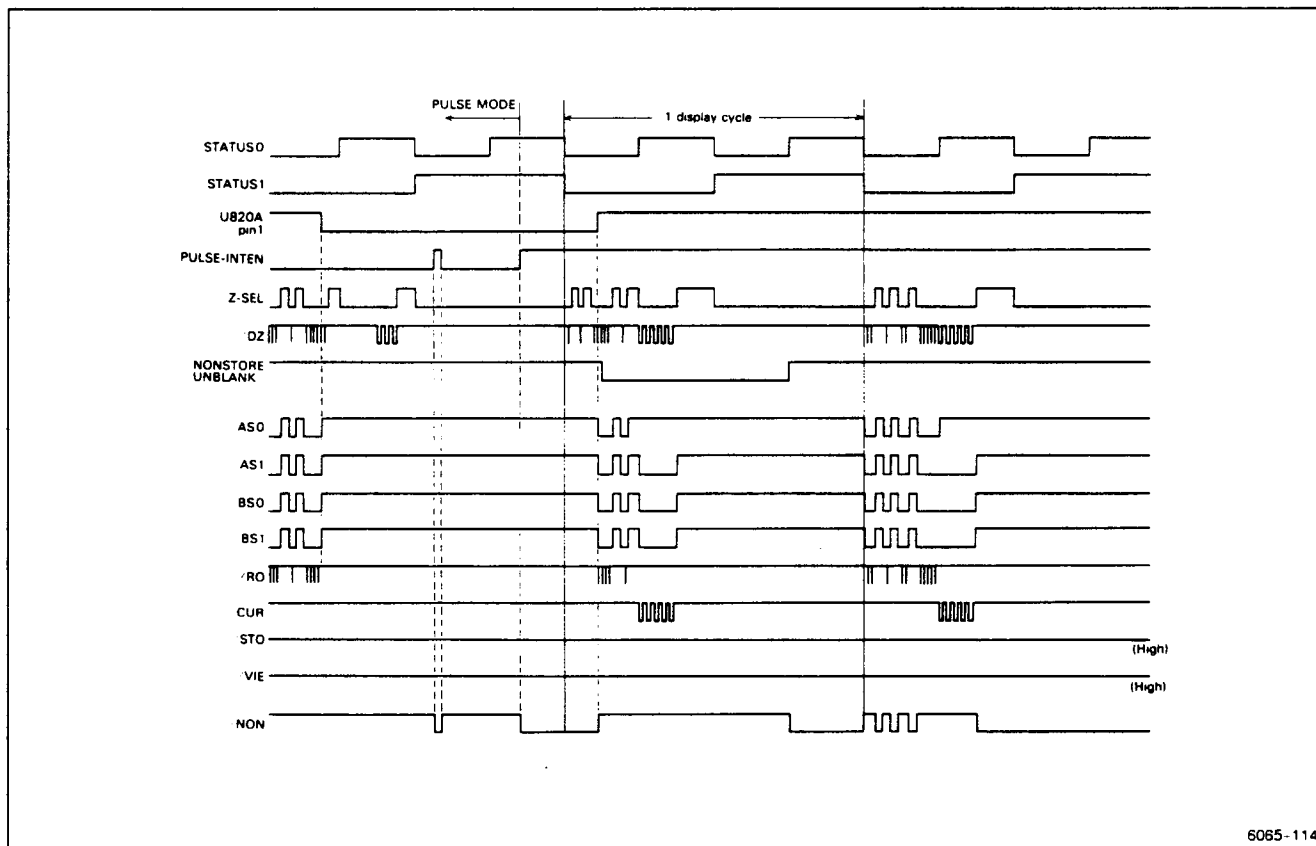 PULSE MODE
1 display cycle
STATUS0
STATUS1
U820A
pin1
PULSE-INTEN
Z-SEL
DZ
NONSTORE
UNBLANK
AS0
AS1
BS0
BS1
RO
CUR
STO
(High)
VIE
(High)
NON
6065-114